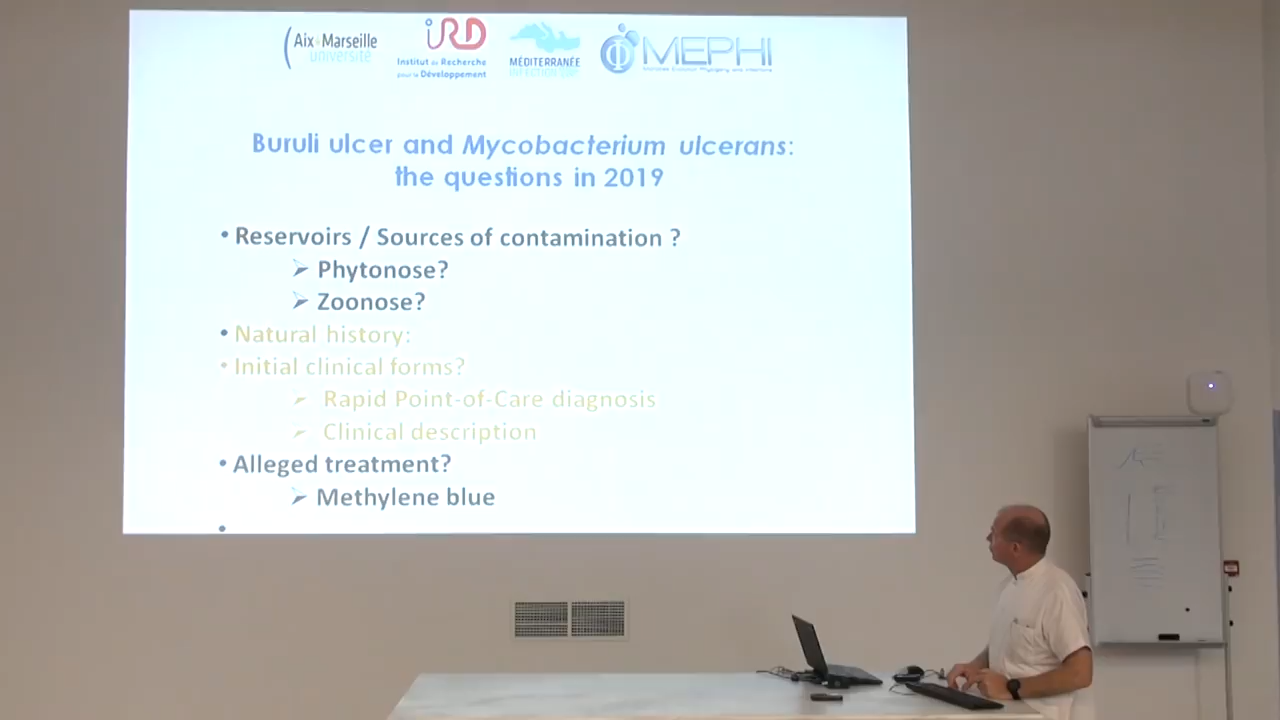 Aix Marseille
université
IRD
Institut de Recherche
pour le Développement
MÉDITERRANÉE
INFECTION
MEPHI
Buruli ulcer and Mycobacterium ulcerans:
the questions in 2019
• Reservoirs / Sources of contamination ?
➢ Phytonose?
➢ Zoonose?
• Natural history:
• Initial clinical forms?
➢ Rapid Point-of-Care diagnosis
➢ Clinical description
• Alleged treatment?
➢ Methylene blue
•